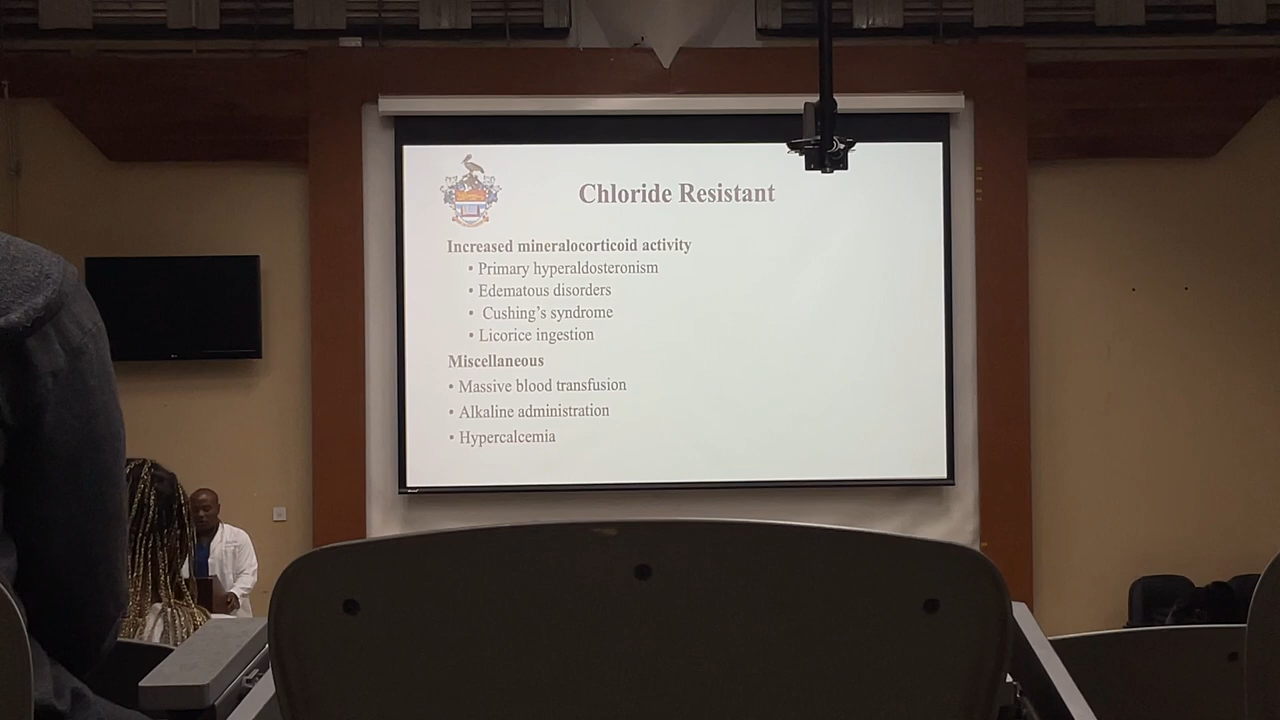 Chloride Resistant
Increased mineralocorticoid activity
• Primary hyperaldosteronism
• Edematous disorders
• Cushing's syndrome
• Licorice ingestion
Miscellaneous
• Massive blood transfusion
• Alkaline administration
• Hypercalcemia